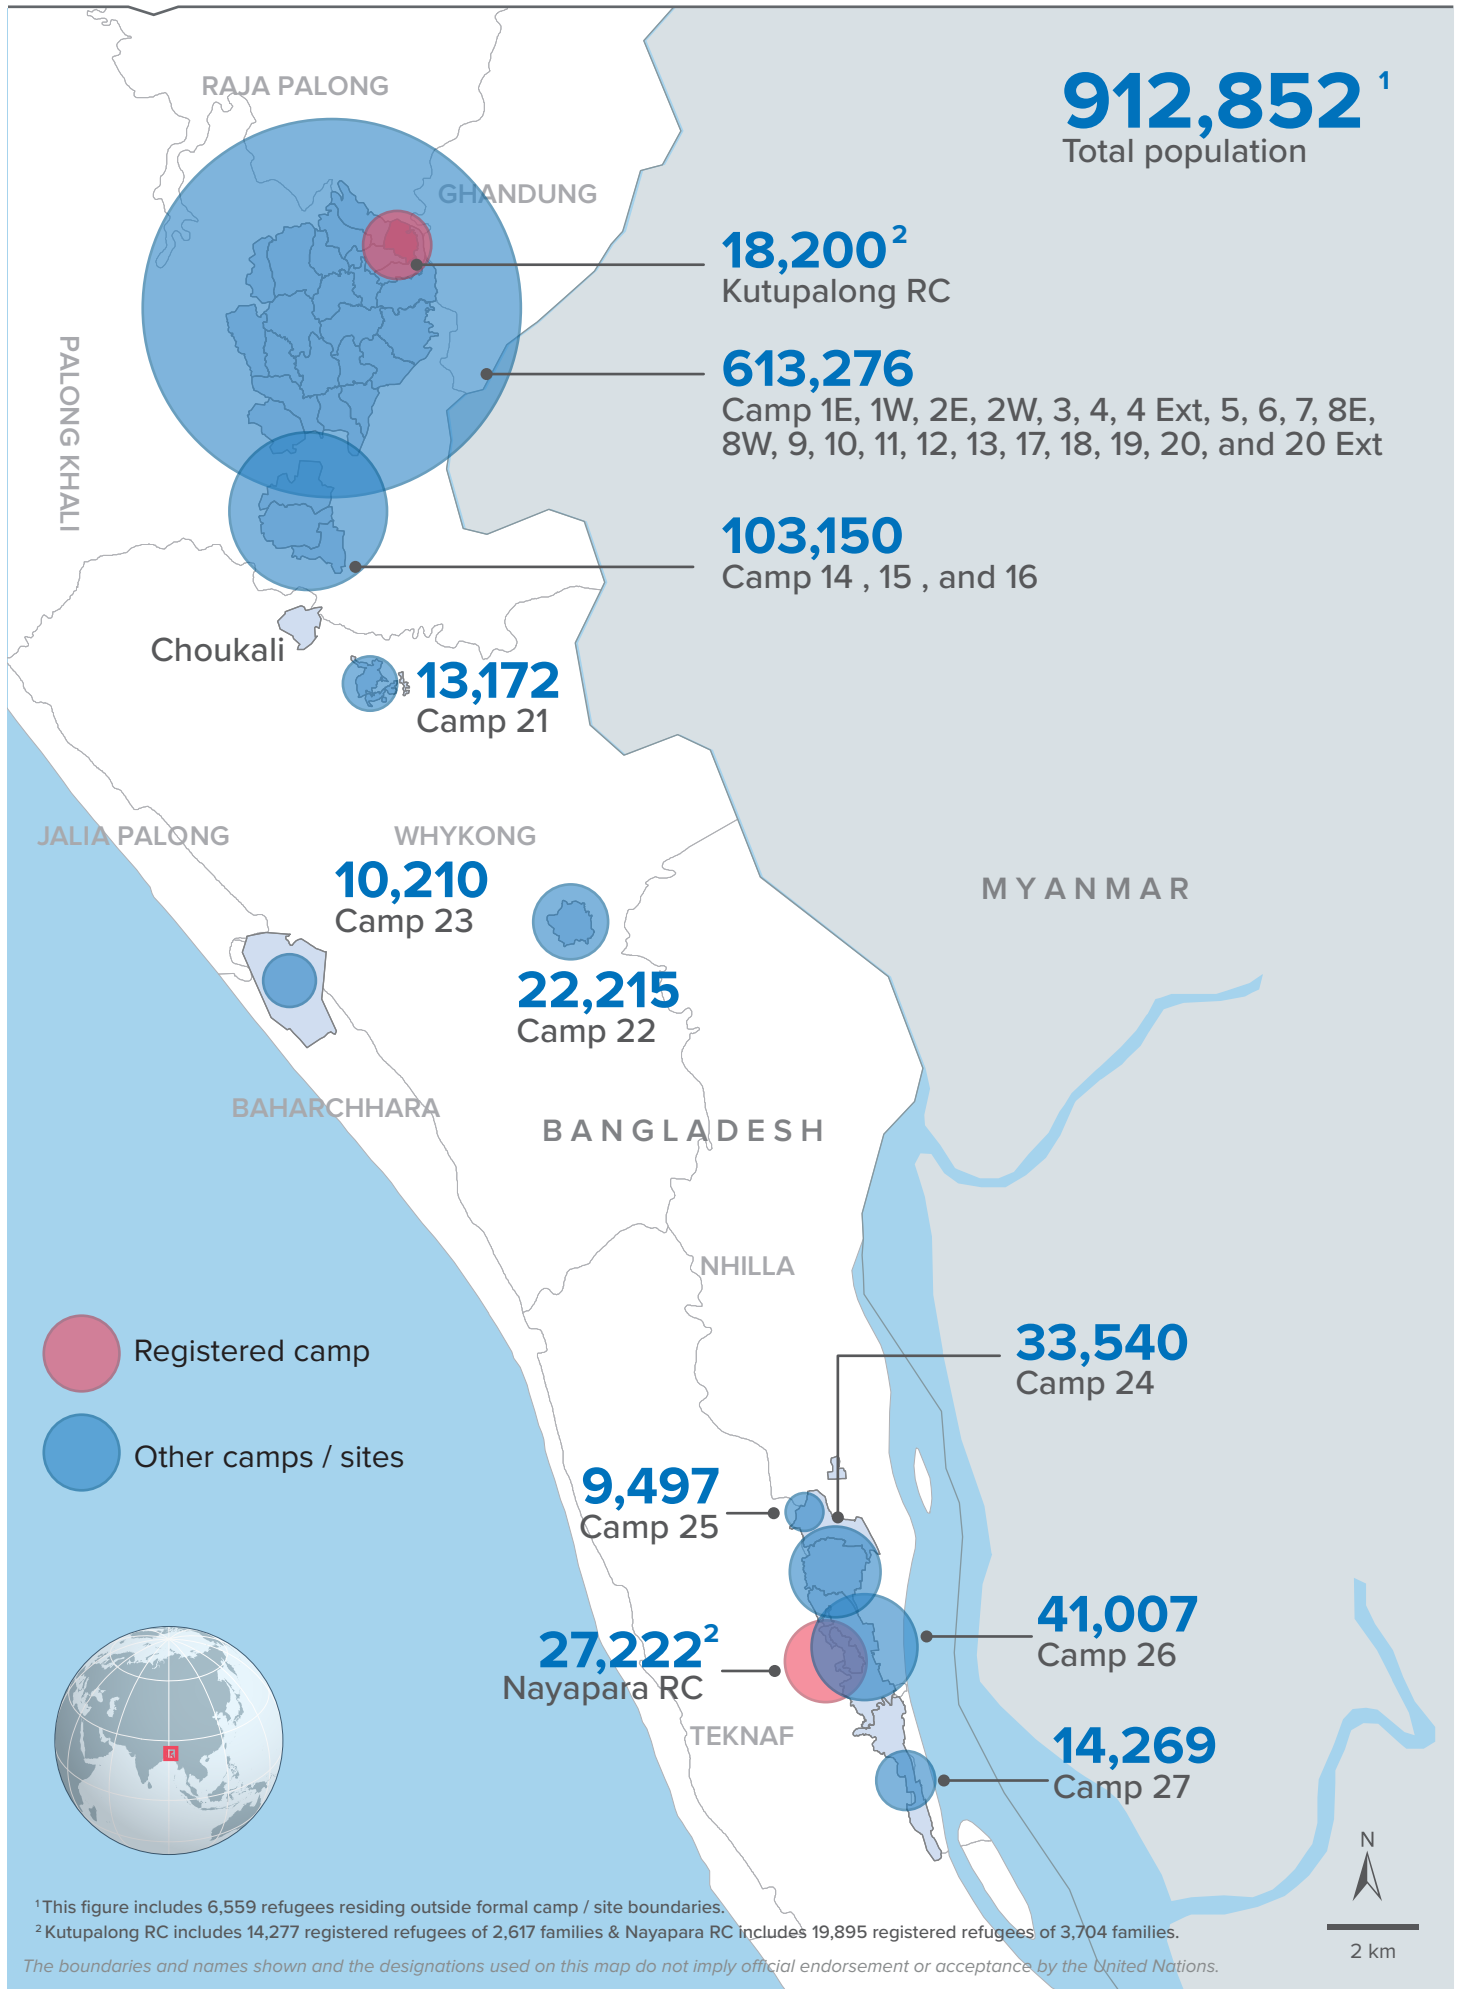 912,852 1
Total population
RAJA PALONG
GHANDUNG
18,200 2
Kutupalong RC
PALONG KHALI
613,276
Camp 1E, 1W, 2E, 2W, 3, 4, 4 Ext, 5, 6, 7, 8E,
8W, 9, 10, 11, 12, 13, 17, 18, 19, 20, and 20 Ext
103,150
Camp 14 , 15 , and 16
Choukali
13,172
Camp 21
JALIA PALONG
WHYKONG
10,210
Camp 23
MYANMAR
22,215
Camp 22
BAHARCHHARA
BANGLADESH
NHILLA
33,540
Camp 24
Registered camp
Other camps / sites
9,497
Camp 25
41,007
Camp 26
27,222 2
Nayapara RC
TEKNAF
14,269
Camp 27
N
2 km
1 This figure includes 6,559 refugees residing outside formal camp / site boundaries.
2 Kutupalong RC includes 14,277 registered refugees of 2,617 families & Nayapara RC includes 19,895 registered refugees of 3,704 families.
The boundaries and names shown and the designations used on this map do not imply official endorsement or acceptance by the United Nations.